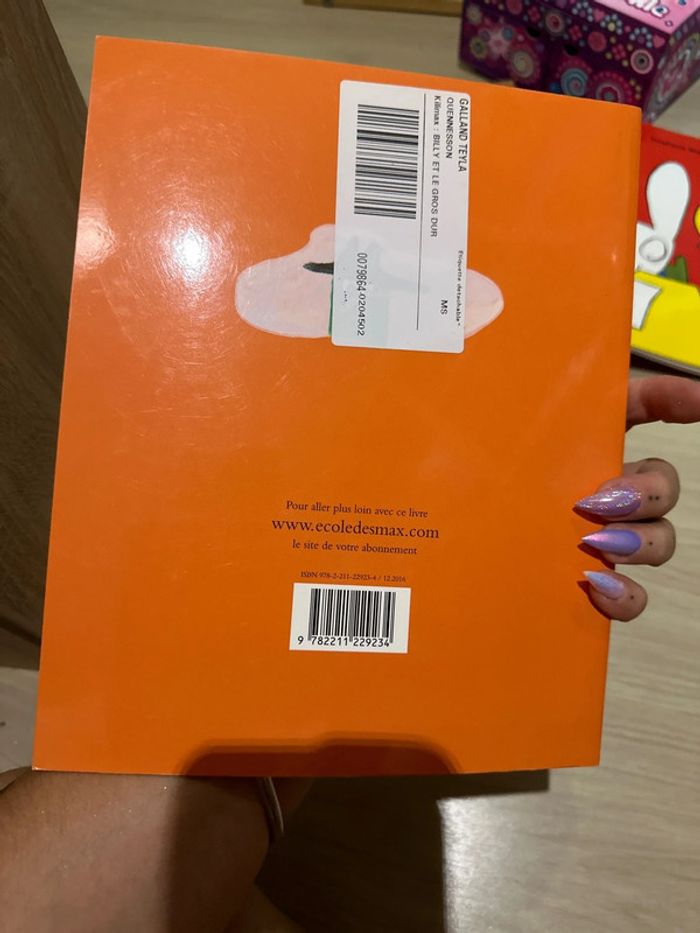 GALLAND TEYLA
QUENNESSON
Kilimax : BILLY ET LE GROS DUR
Etiquette détachable"
MS
0079864-0204502
Pour aller plus loin avec ce livre
www.ecoledesmax.com
le site de votre abonnement
ISBN 978-2-211-22923-4 / 12.2016
9 782211 229234